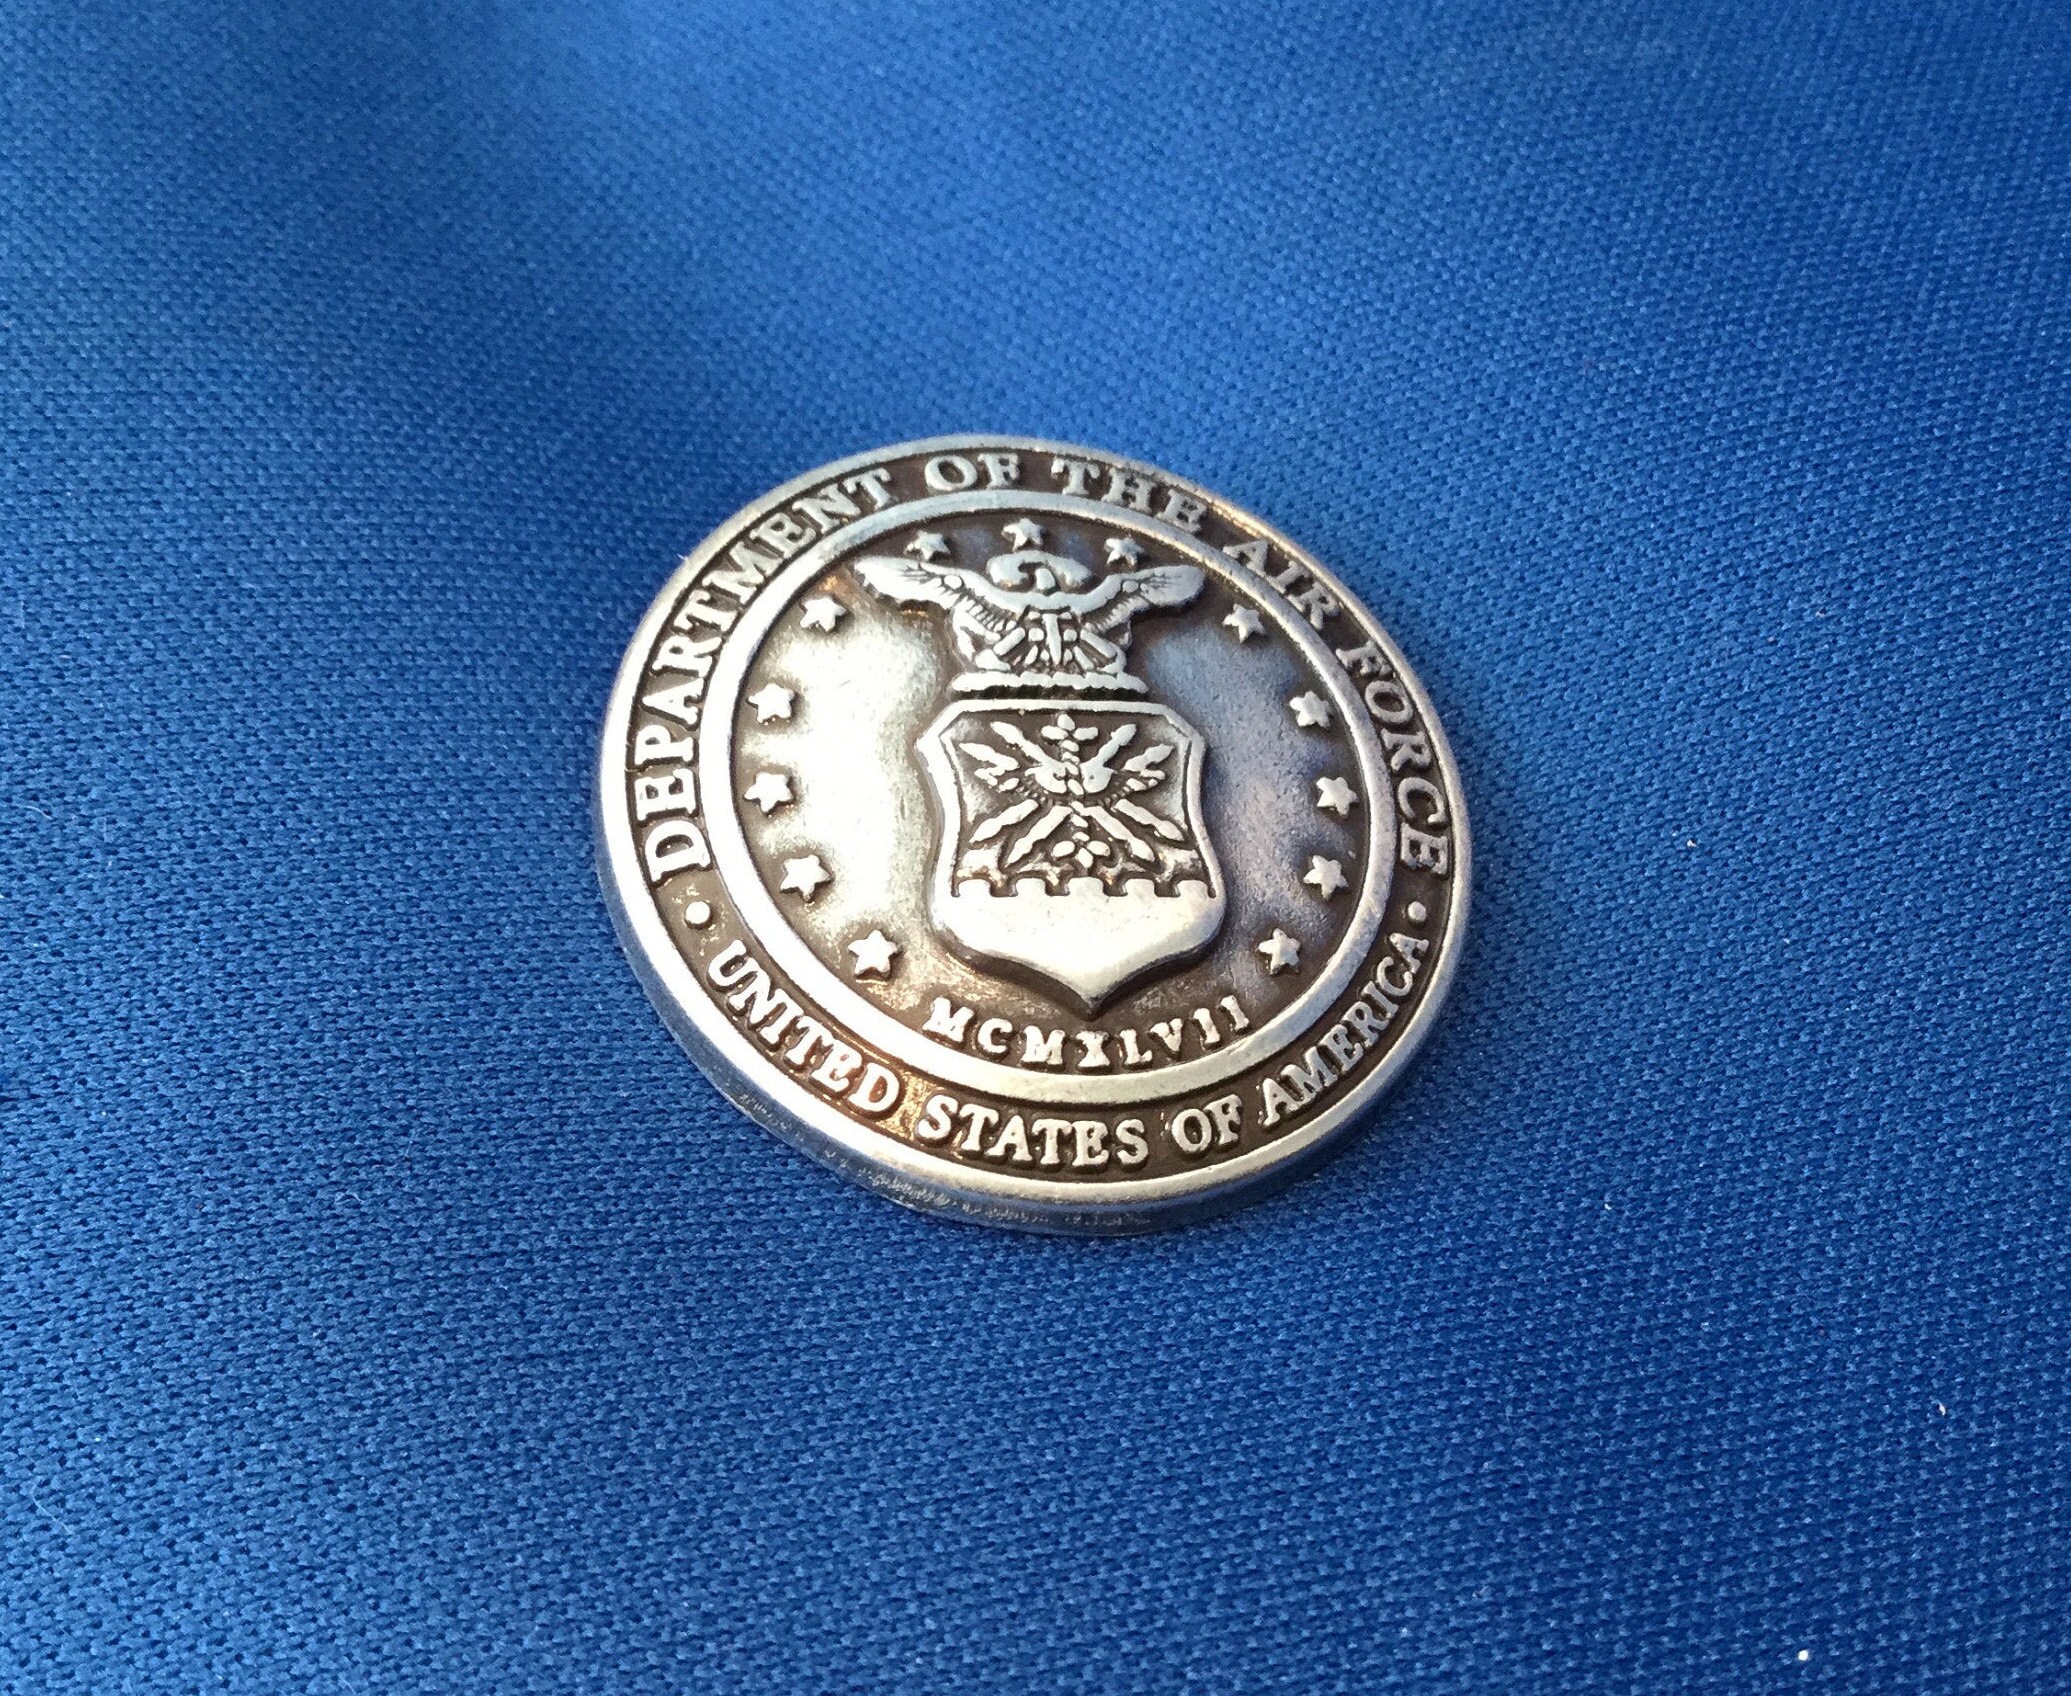 DEPARTMENT OF THE AIR FORCE
MCMXLVII
• UNITED STATES OF AMERICA •